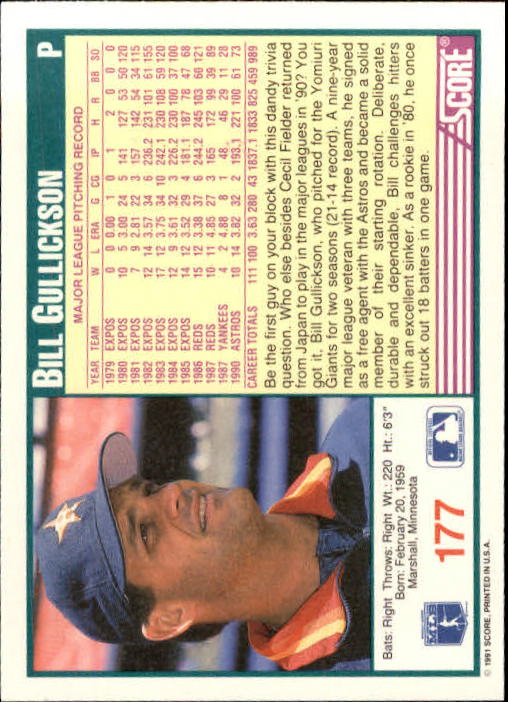 BILL GULLICKSON P
MAJOR LEAGUE PITCHING RECORD
YEAR TEAM W L ERA G CG IP H R BB SO
1979 EXPOS 0 0 0.00 1 0 1 2 0 0 0
1980 EXPOS 10 5 3.00 24 5 141 127 53 50 120
1981 EXPOS 7 9 2.81 22 3 157 142 54 34 115
1982 EXPOS 12 14 3.57 34 6 236.2 231 101 61 155
1983 EXPOS 17 12 3.75 34 10 242.1 230 108 59 120
1984 EXPOS 12 9 3.61 32 3 226.2 230 100 37 100
1985 EXPOS 14 12 3.52 29 4 181.1 187 78 47 68
1986 REDS 15 12 3.38 37 6 244.2 245 103 60 121
1987 REDS 10 11 4.85 27 3 165 172 99 39 89
1987 YANKEES 4 2 4.88 8 1 48 46 29 11 28
1990 ASTROS 10 14 3.82 32 2 193.1 221 100 61 73
CAREER TOTALS 111 100 3.63 280 43 1837.1 1833 825 459 989
Be the first guy on your block with this dandy trivia
question. Who else besides Cecil Fielder returned
from Japan to play in the major leagues in '90? You
got it, Bill Gullickson, who pitched for the Yomiuri
Giants for two seasons (21-14 record). A nine-year
major league veteran with three teams, he signed
as a free agent with the Astros and became a solid
member of their starting rotation. Deliberate,
durable and dependable, Bill challenges hitters
with an excellent sinker. As a rookie in '80, he once
struck out 18 batters in one game.
SCORE®
Bats: Right Throws: Right Wt.: 220 Ht.: 6'3"
Born: February 20, 1959
Marshall, Minnesota
177
© 1991 SCORE, PRINTED IN U.S.A.